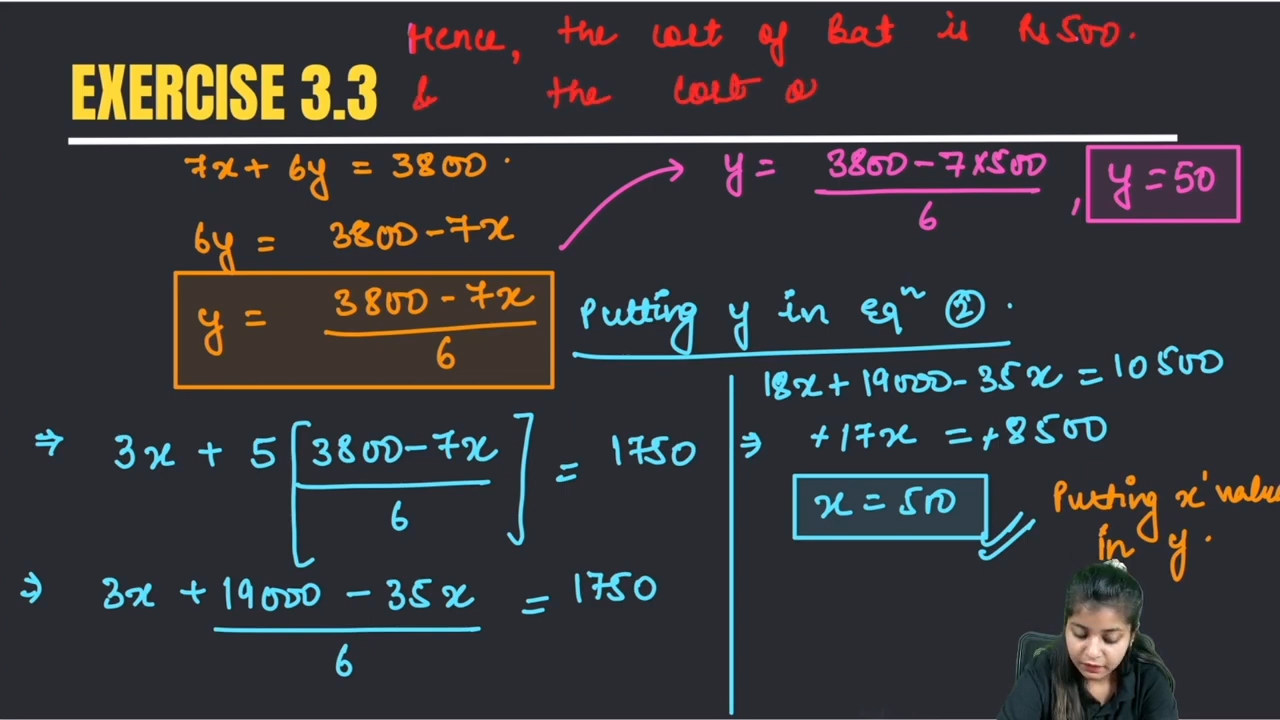 Hence, the cost of Bat is Rs 500.
& the cost o
EXERCISE 3.3
7x + 6y = 3800.
6y = 3800 - 7x
y = 3800 - 7x / 6
y = 3800 - 7×500 / 6 , y = 50
Putting y in Eqⁿ ②.
⇒ 3x + 5 [3800 - 7x / 6] = 1750
⇒ 3x + 19000 - 35x / 6 = 1750
18x + 19000 - 35x = 10500
⇒ +17x = +8500
x = 500
Putting x' value
in y.